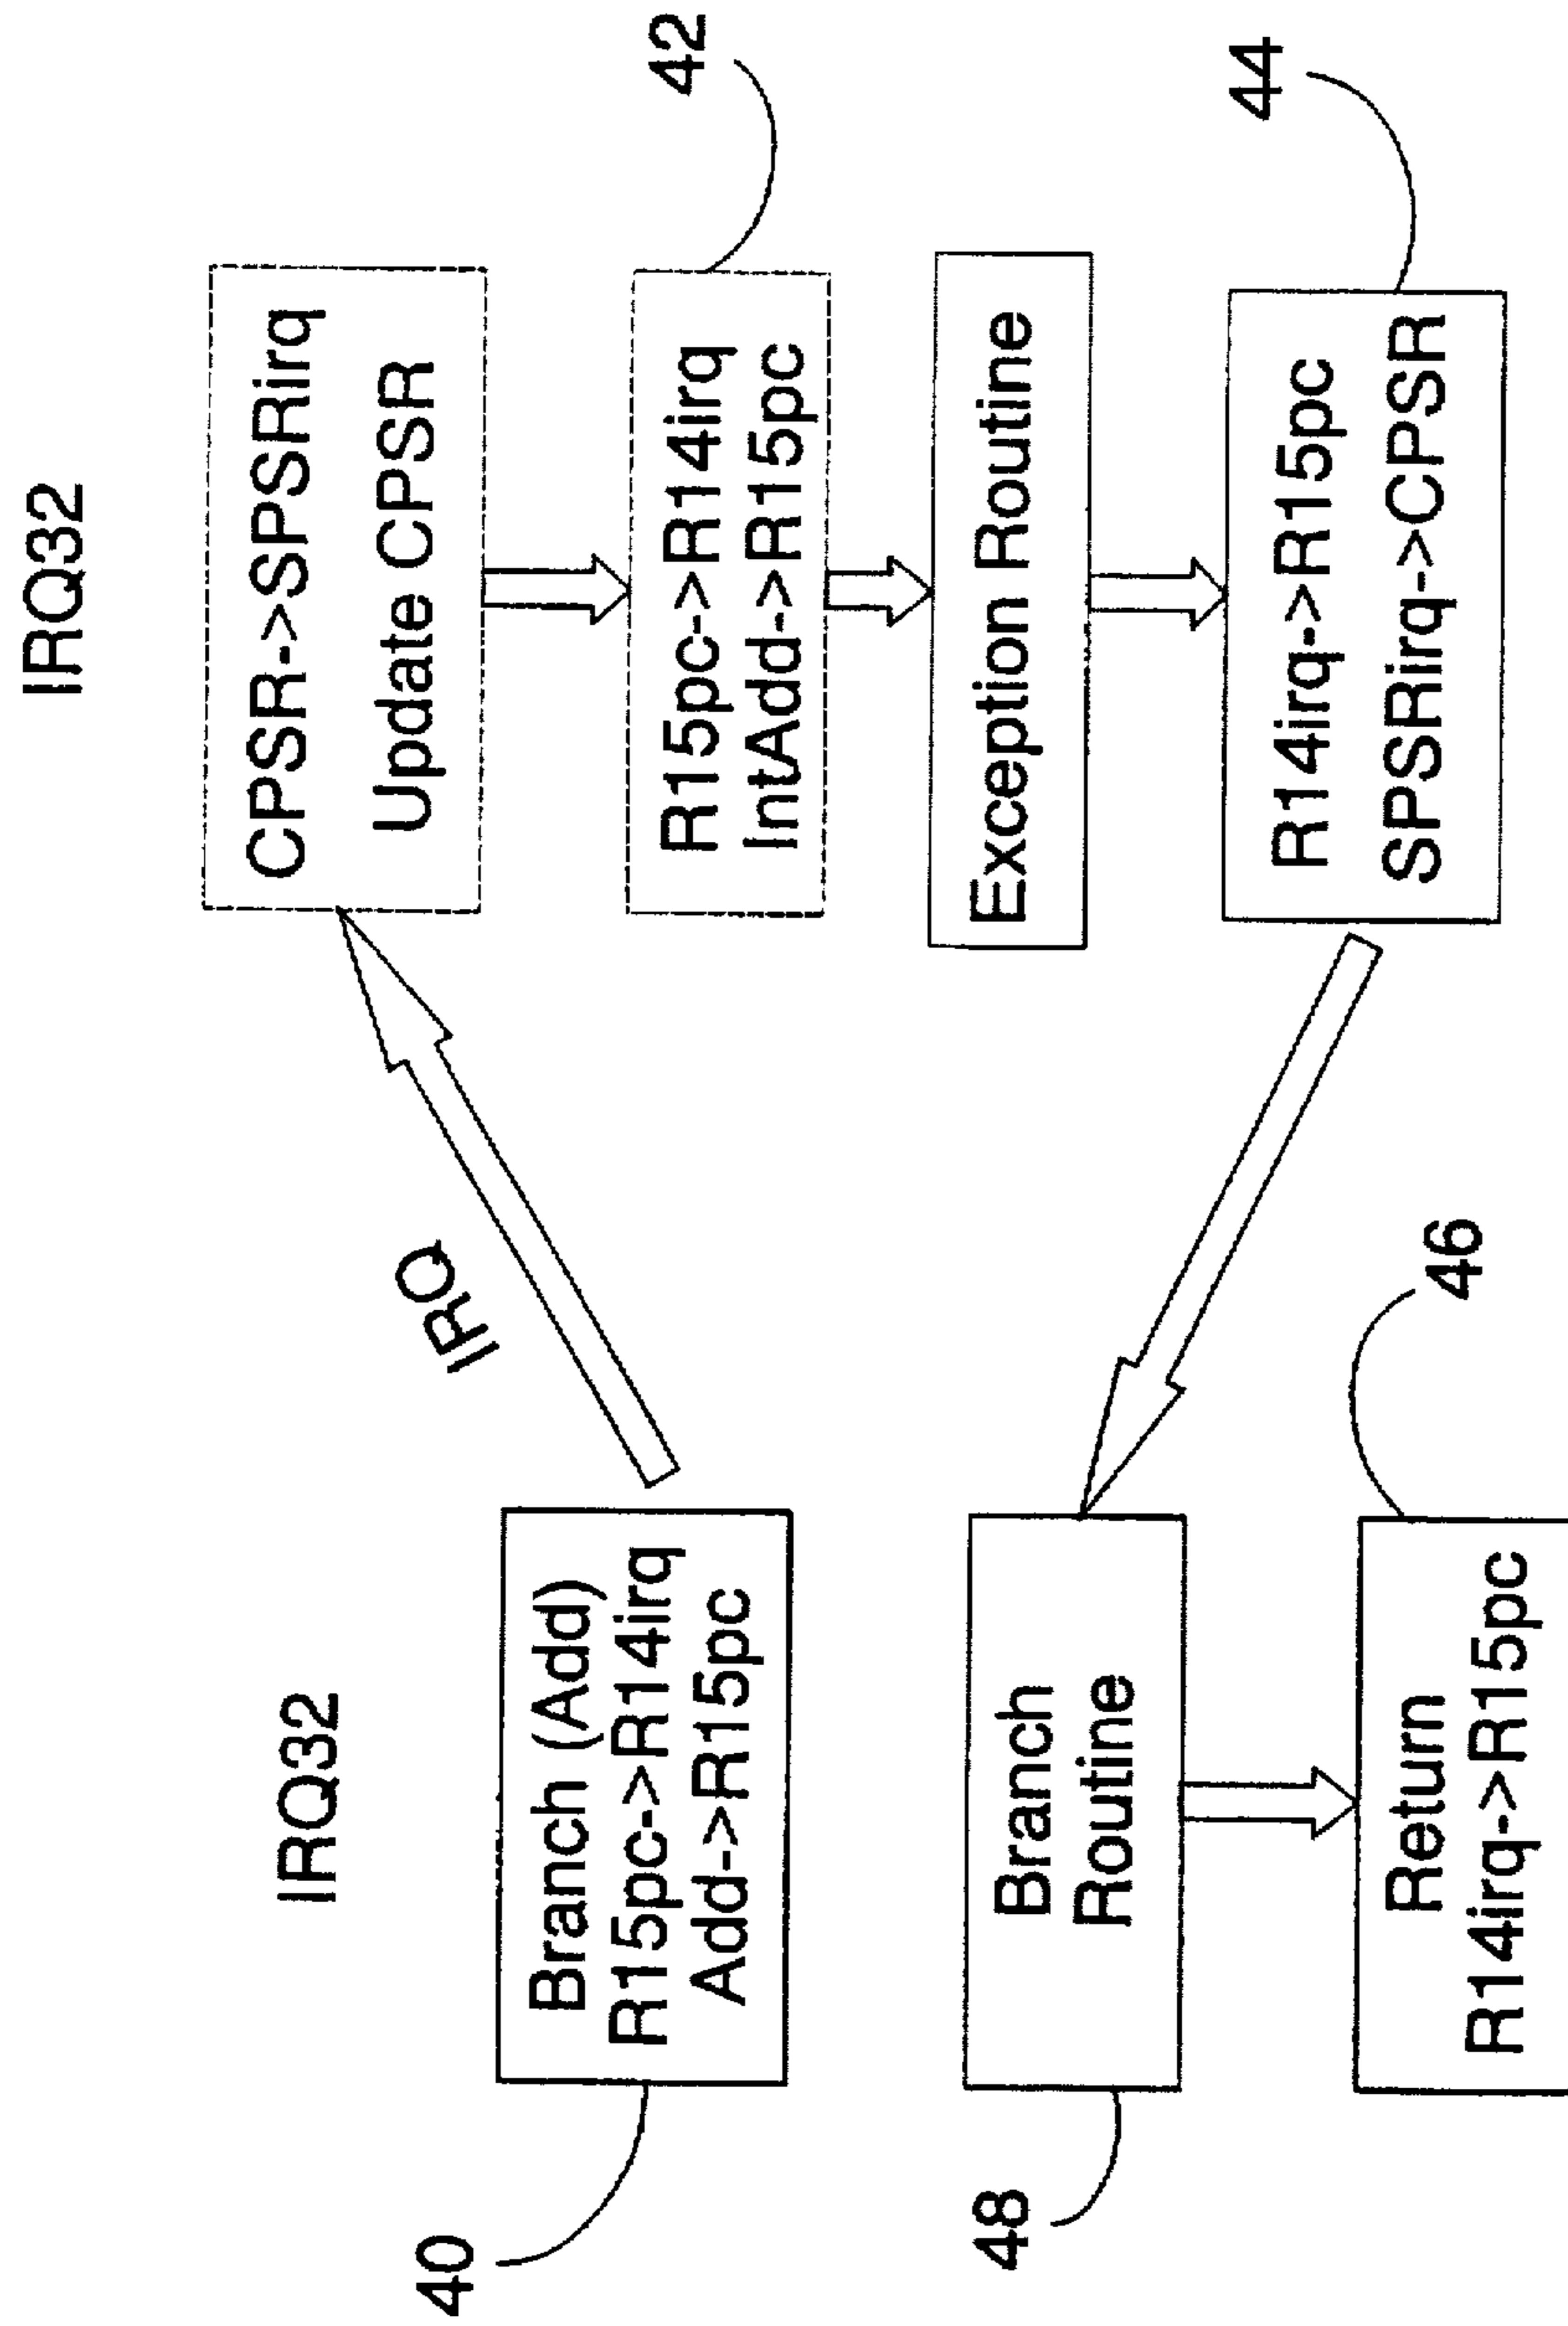 IRQ32
40
Branch (Add)
R15pc->R14irq
Add->R15pc
IRQ
IRQ32
CPSR->SPSRirq
Update CPSR
42
R15pc->R14irq
IntAdd->R15pc
Exception Routine
44
R14irq->R15pc
SPSRirq->CPSR
48
Branch
Routine
46
Return
R14irq->R15pc